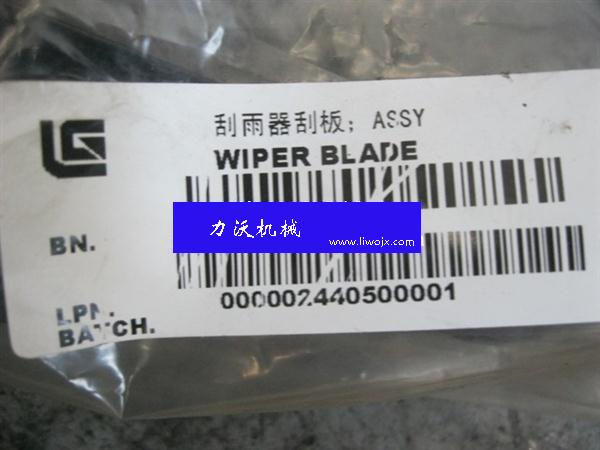 刮雨器刮板；ASSY
WIPER BLADE
BN.
力沃机械
www.liwojx.com
LPN.
000002440500001
BATCH.